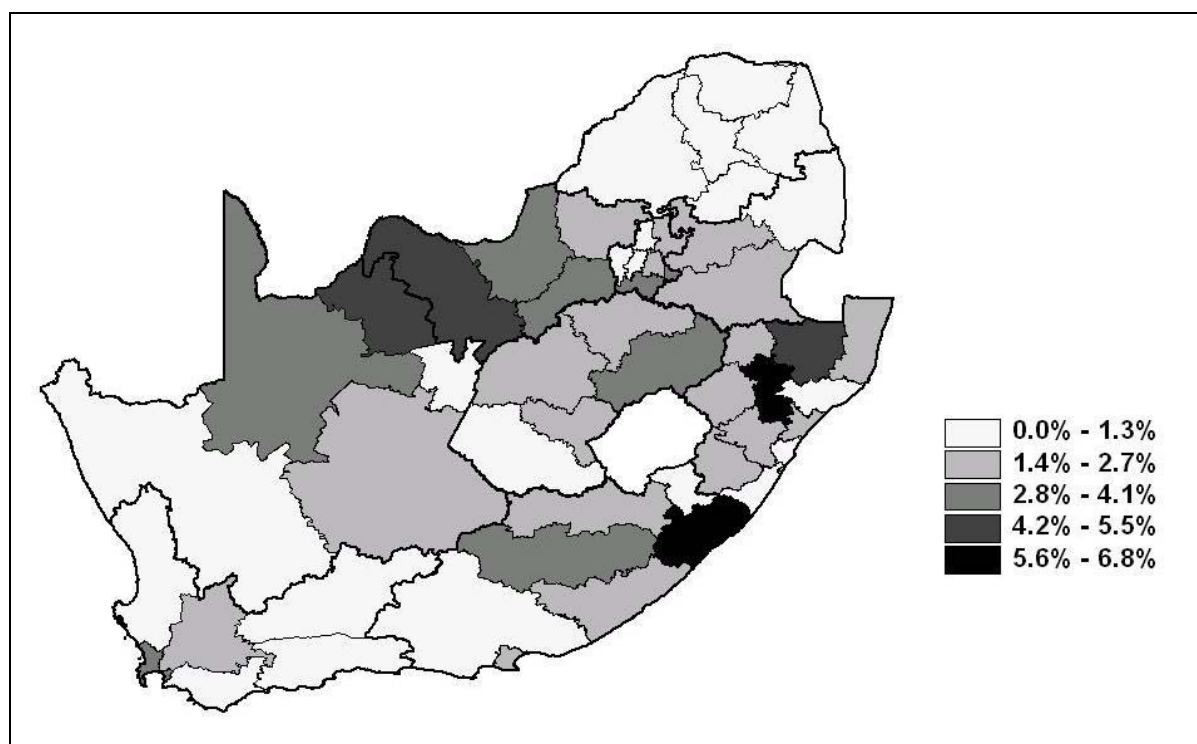 0.0% - 1.3%
1.4% - 2.7%
2.8% - 4.1%
4.2% - 5.5%
5.6% - 6.8%